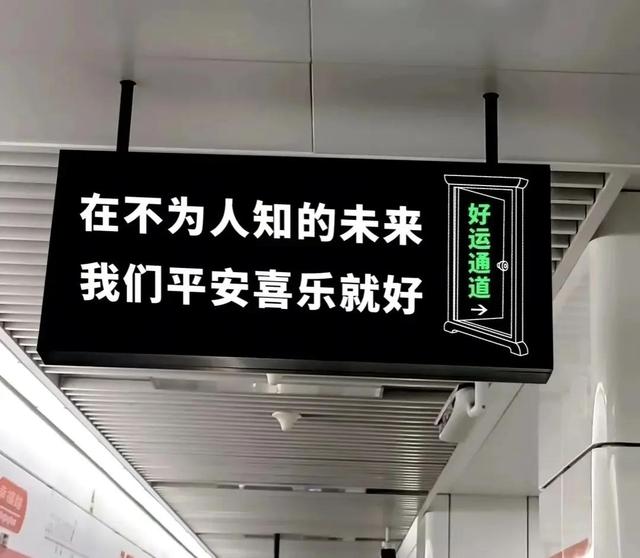 在不为人知的未来
我们平安喜乐就好
好运通道
→